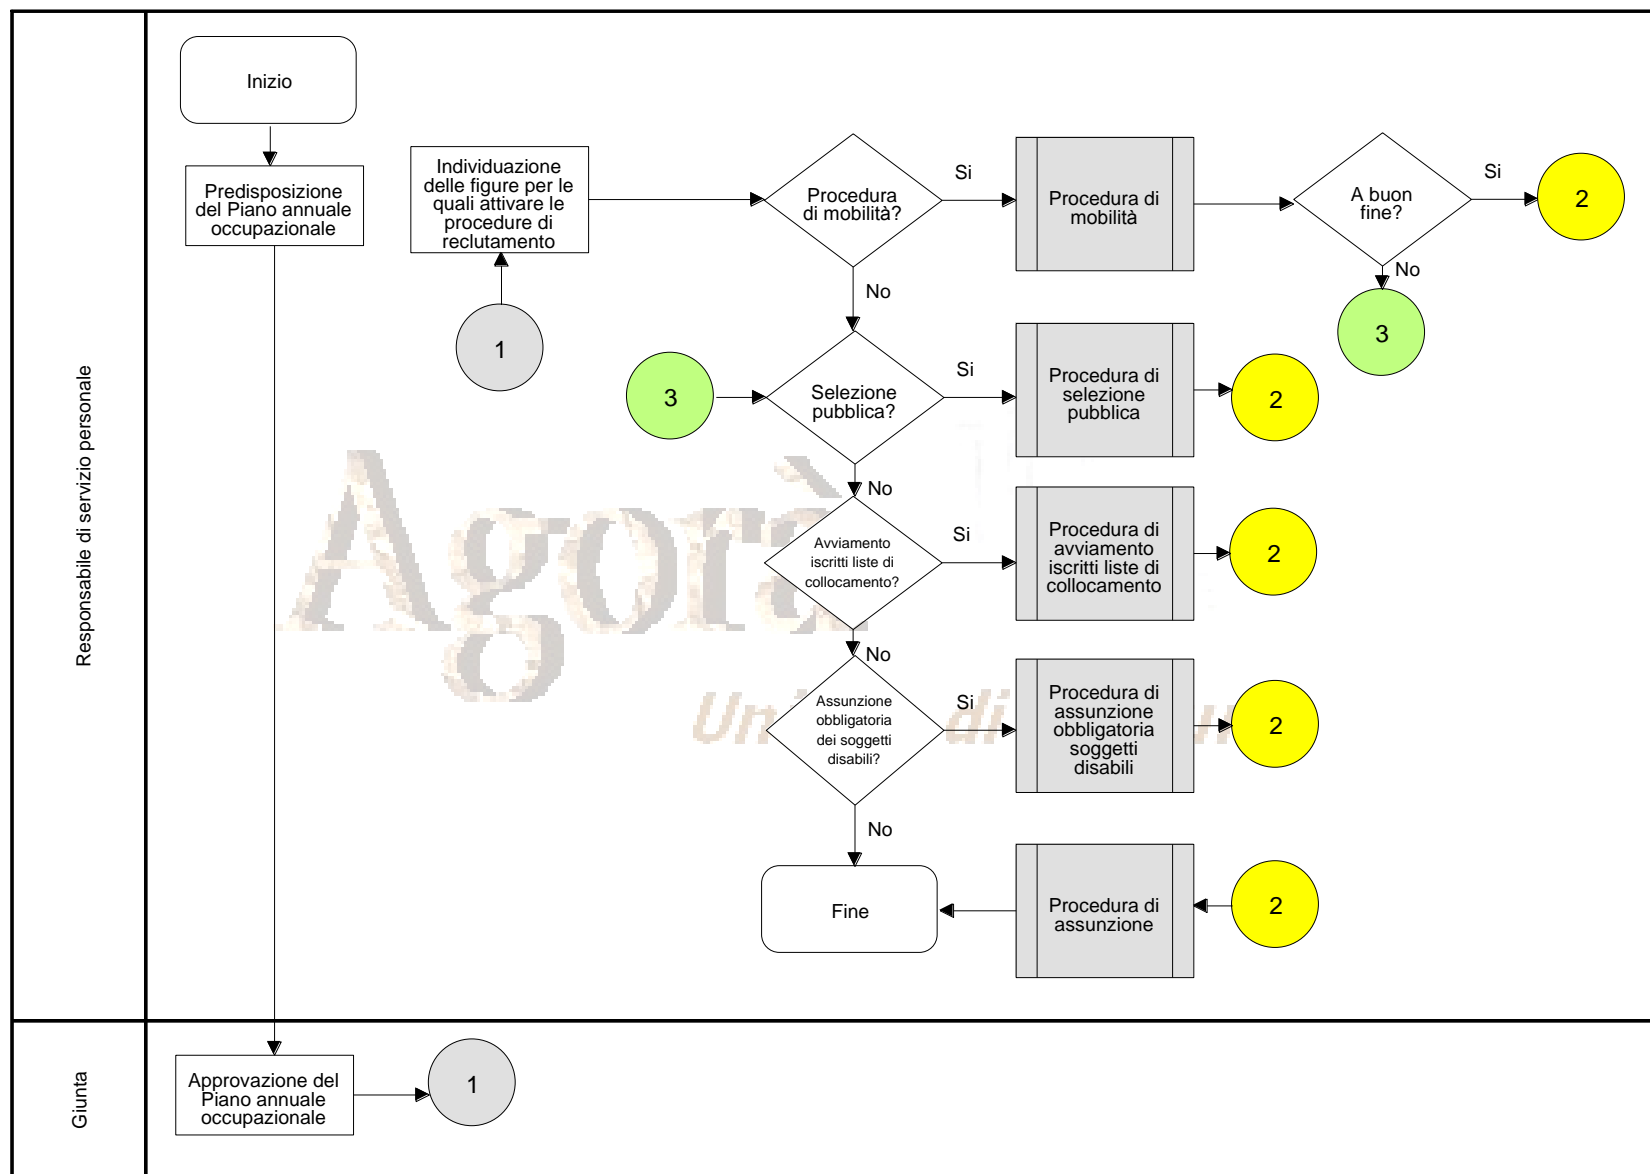 Responsabile di servizio personale
Inizio
Predisposizione
del Piano annuale
occupazionale
Individuazione
delle figure per le
quali attivare le
procedure di
reclutamento
1
Procedura
di mobilità?
Si
No
Procedura di
mobilità
A buon
fine?
Si
2
No
3
3
Selezione
pubblica?
Si
No
Procedura di
selezione
pubblica
2
Avviamento
iscritti liste di
collocamento?
Si
No
Procedura di
avviamento
iscritti liste di
collocamento
2
Assunzione
obbligatoria
dei soggetti
disabili?
Si
No
Procedura di
assunzione
obbligatoria
soggetti
disabili
2
Fine
Procedura di
assunzione
2
Agorà
di
Giunta
Approvazione del
Piano annuale
occupazionale
1